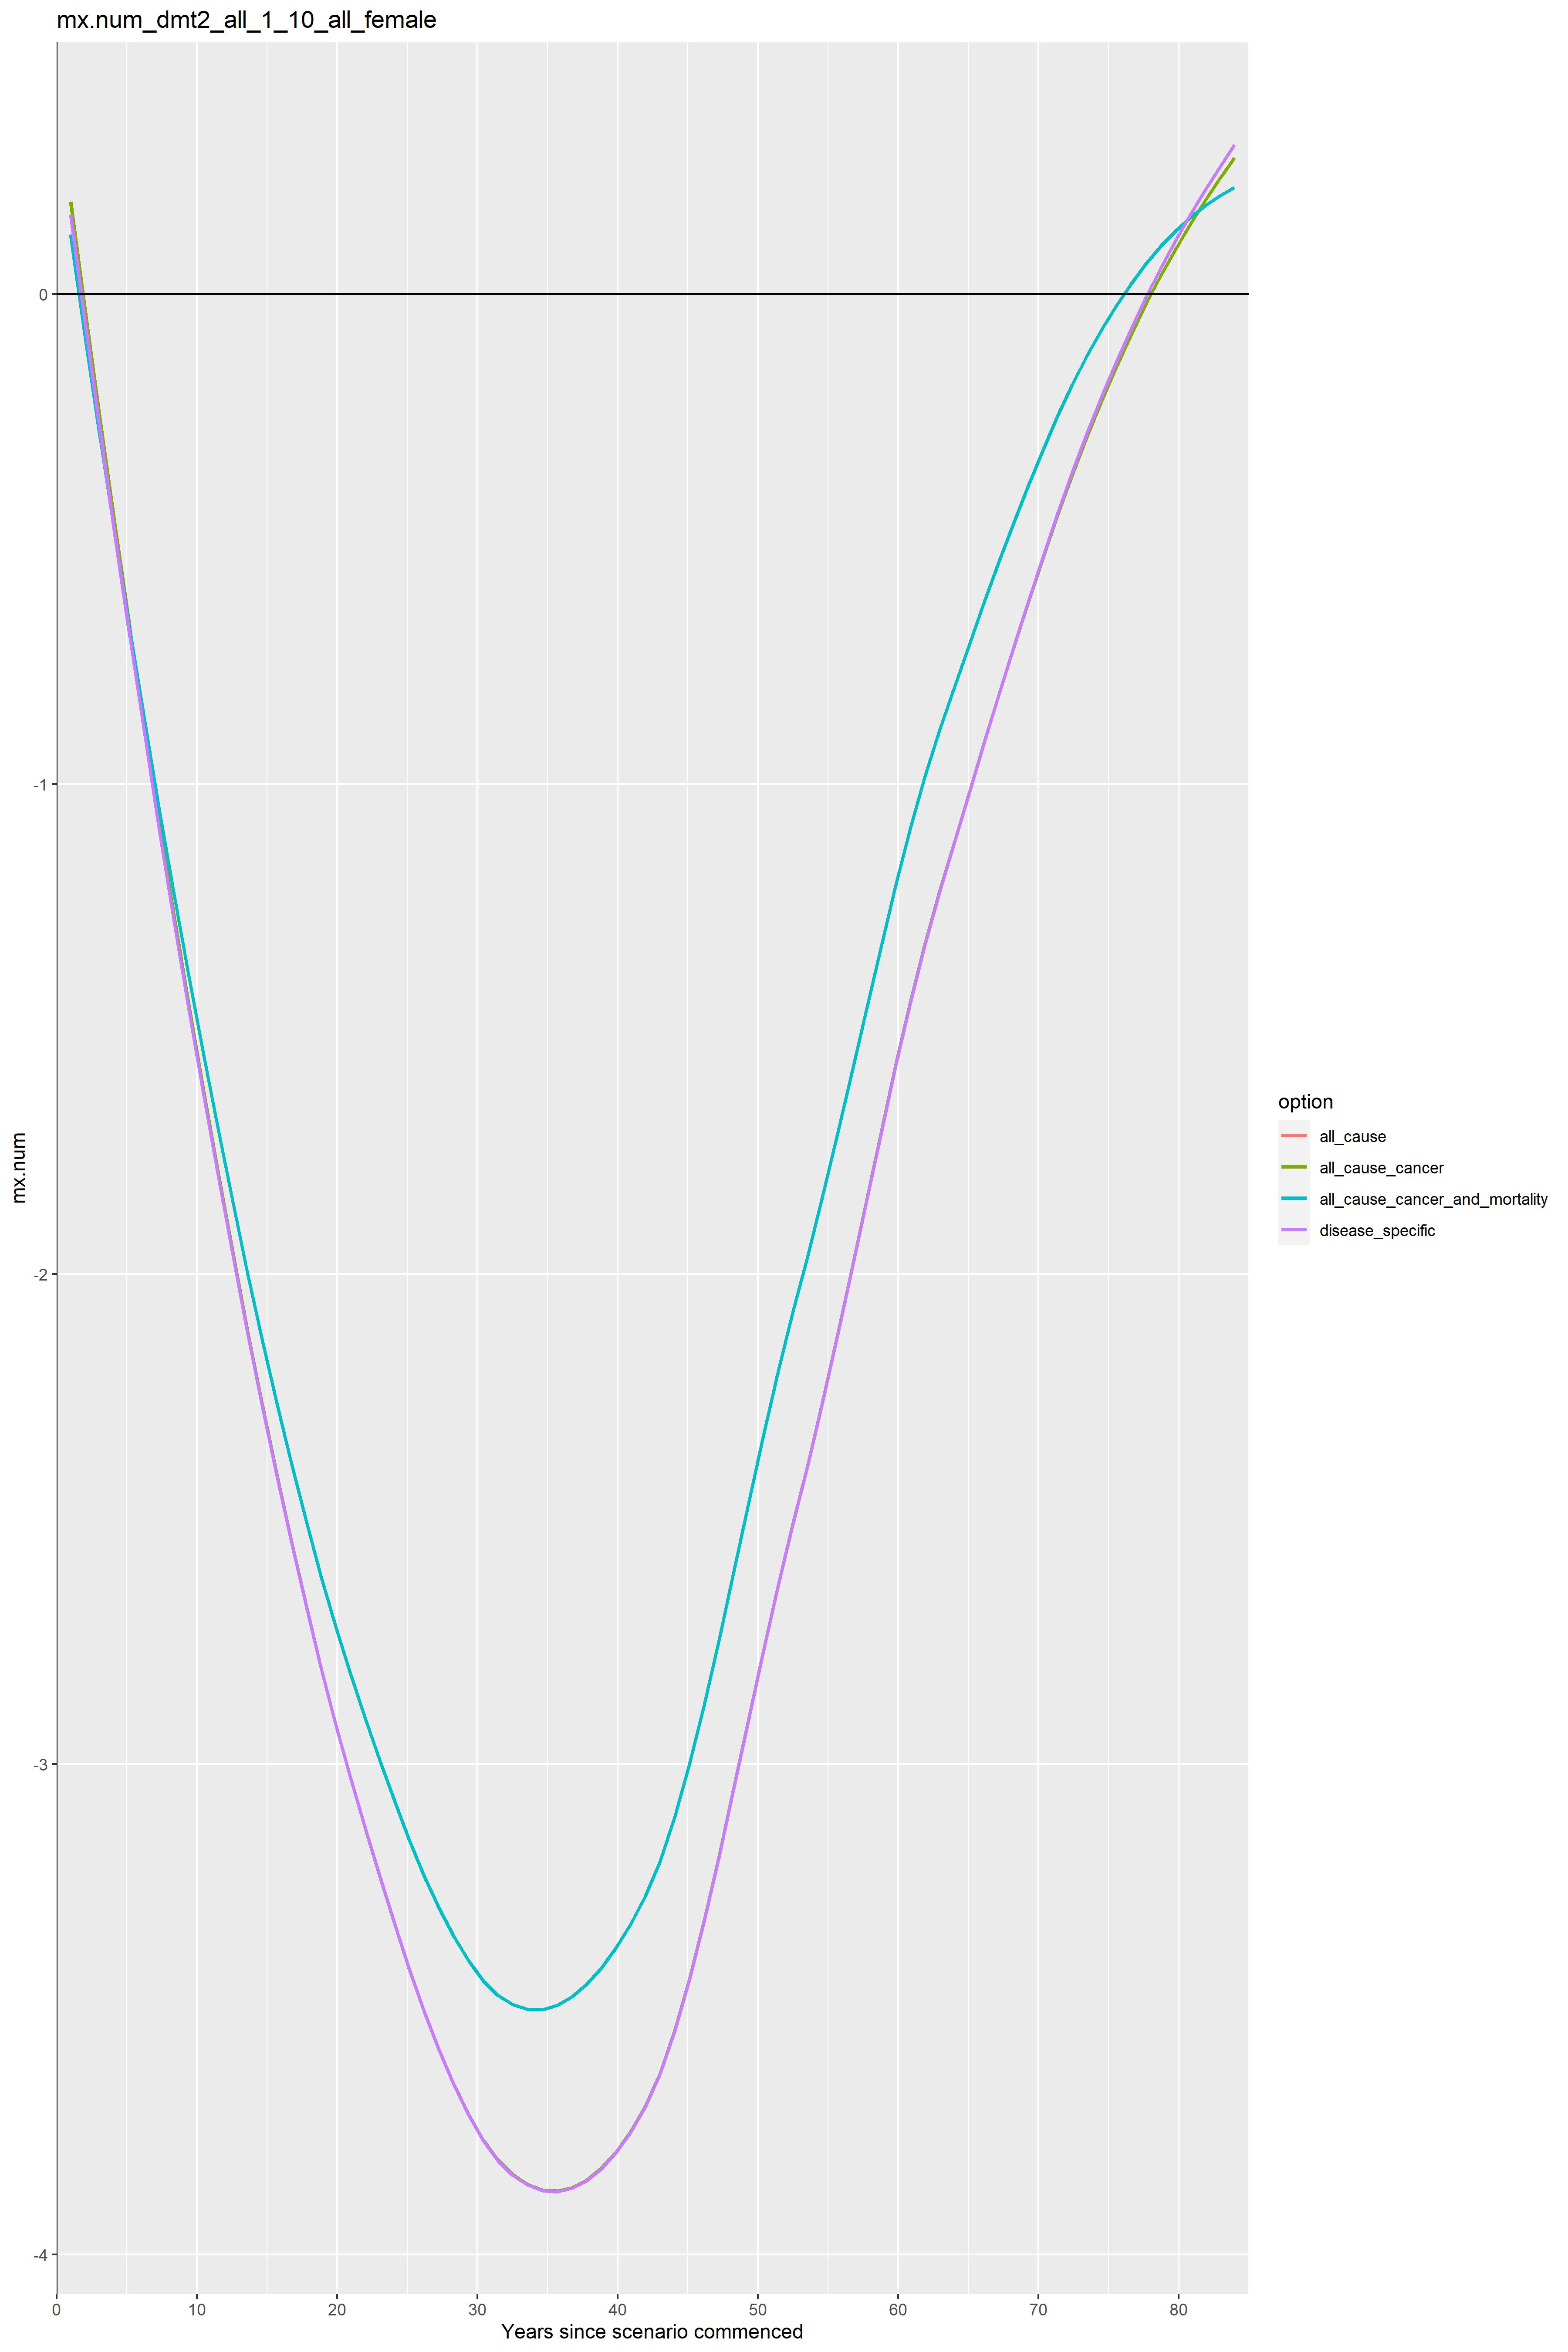 mx.num_dmt2_all_1_10_all_female
0
-1
-2
-3
-4
mx.num
0 10 20 30 40 50 60 70 80
Years since scenario commenced
option
all_cause
all_cause_cancer
all_cause_cancer_and_mortality
disease_specific